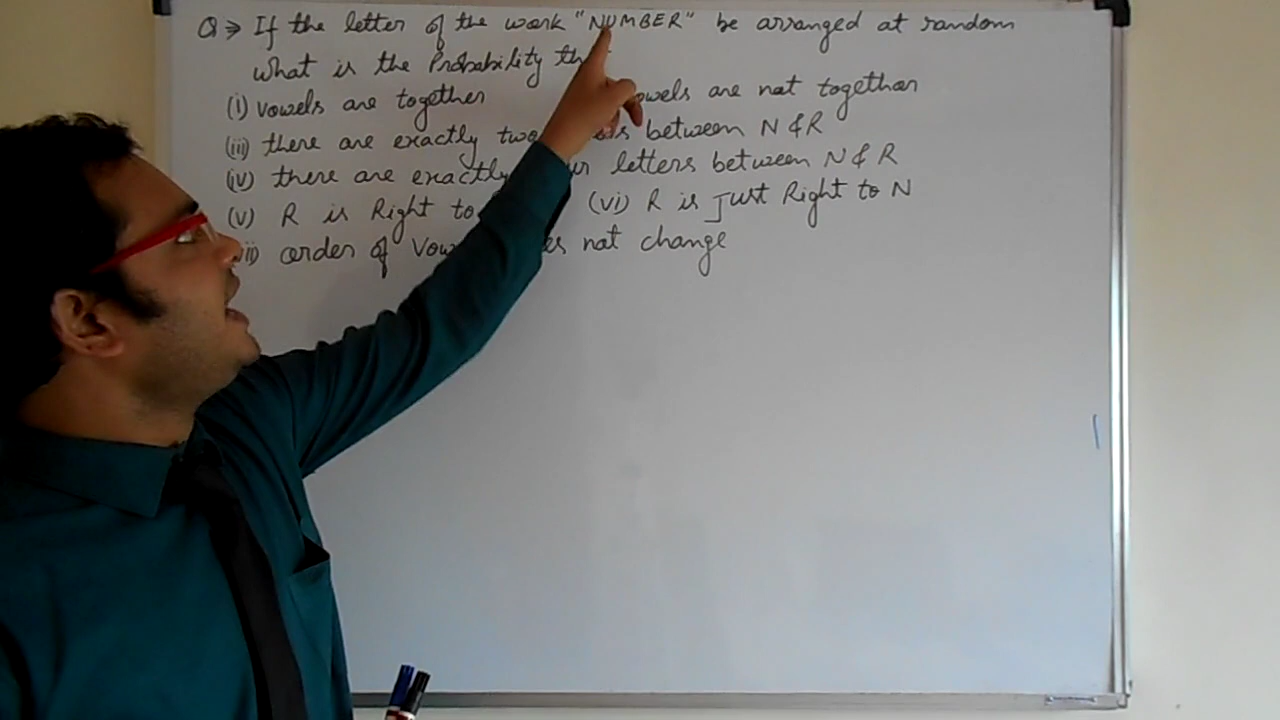 Q⇒ If the letter of the work "NUMBER" be arranged at random
what is the Probability th
(i) vowels are together owels are not together
(iii) there are exactly two between N & R
(iv) there are exactly letters between N & R
(v) R is Right to (vi) R is just Right to N
order of Vow not change